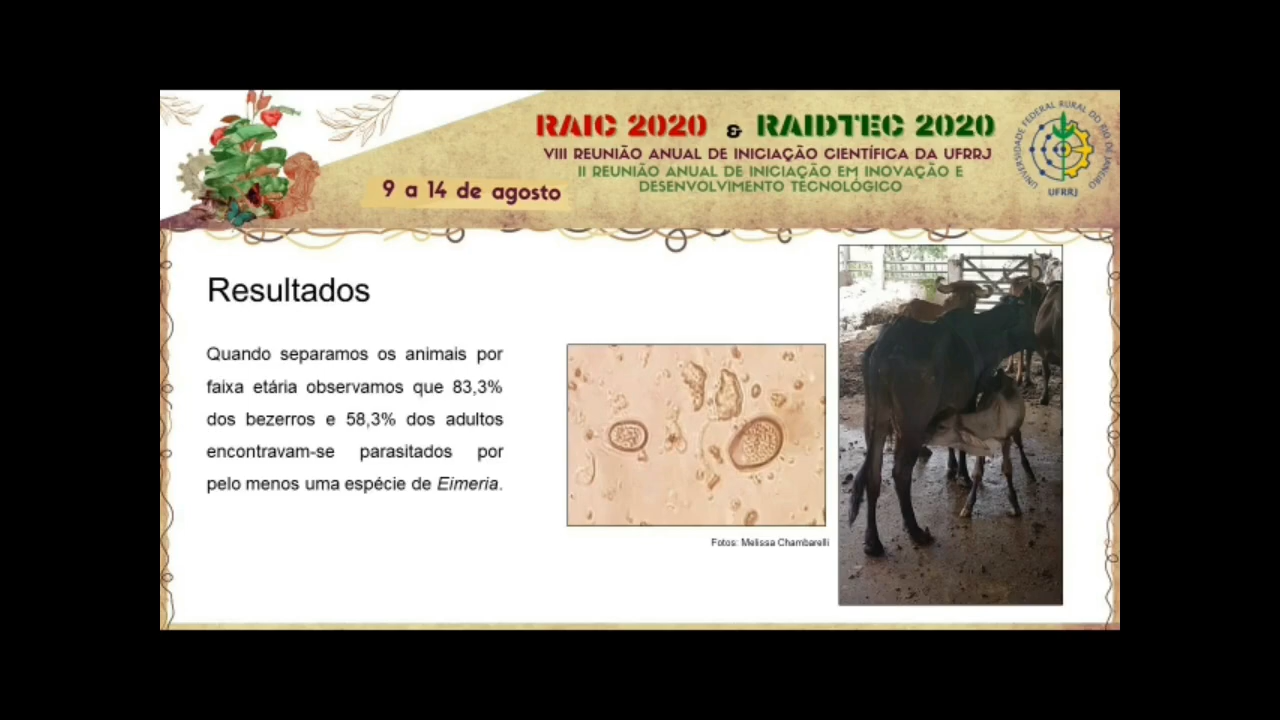 RAIC 2020 & RAIDTEC 2020
VIII REUNIÃO ANUAL DE INICIAÇÃO CIENTÍFICA DA UFRRJ
II REUNIÃO ANUAL DE INICIAÇÃO EM INOVAÇÃO E
DESENVOLVIMENTO TECNOLÓGICO
9 a 14 de agosto
UNIVERSIDADE FEDERAL RURAL DO RIO DE JANEIRO
UFRRJ
Resultados
Quando separamos os animais por
faixa etária observamos que 83,3%
dos bezerros e 58,3% dos adultos
encontravam-se parasitados por
pelo menos uma espécie de Eimeria.
Fotos: Melissa Chambarelli